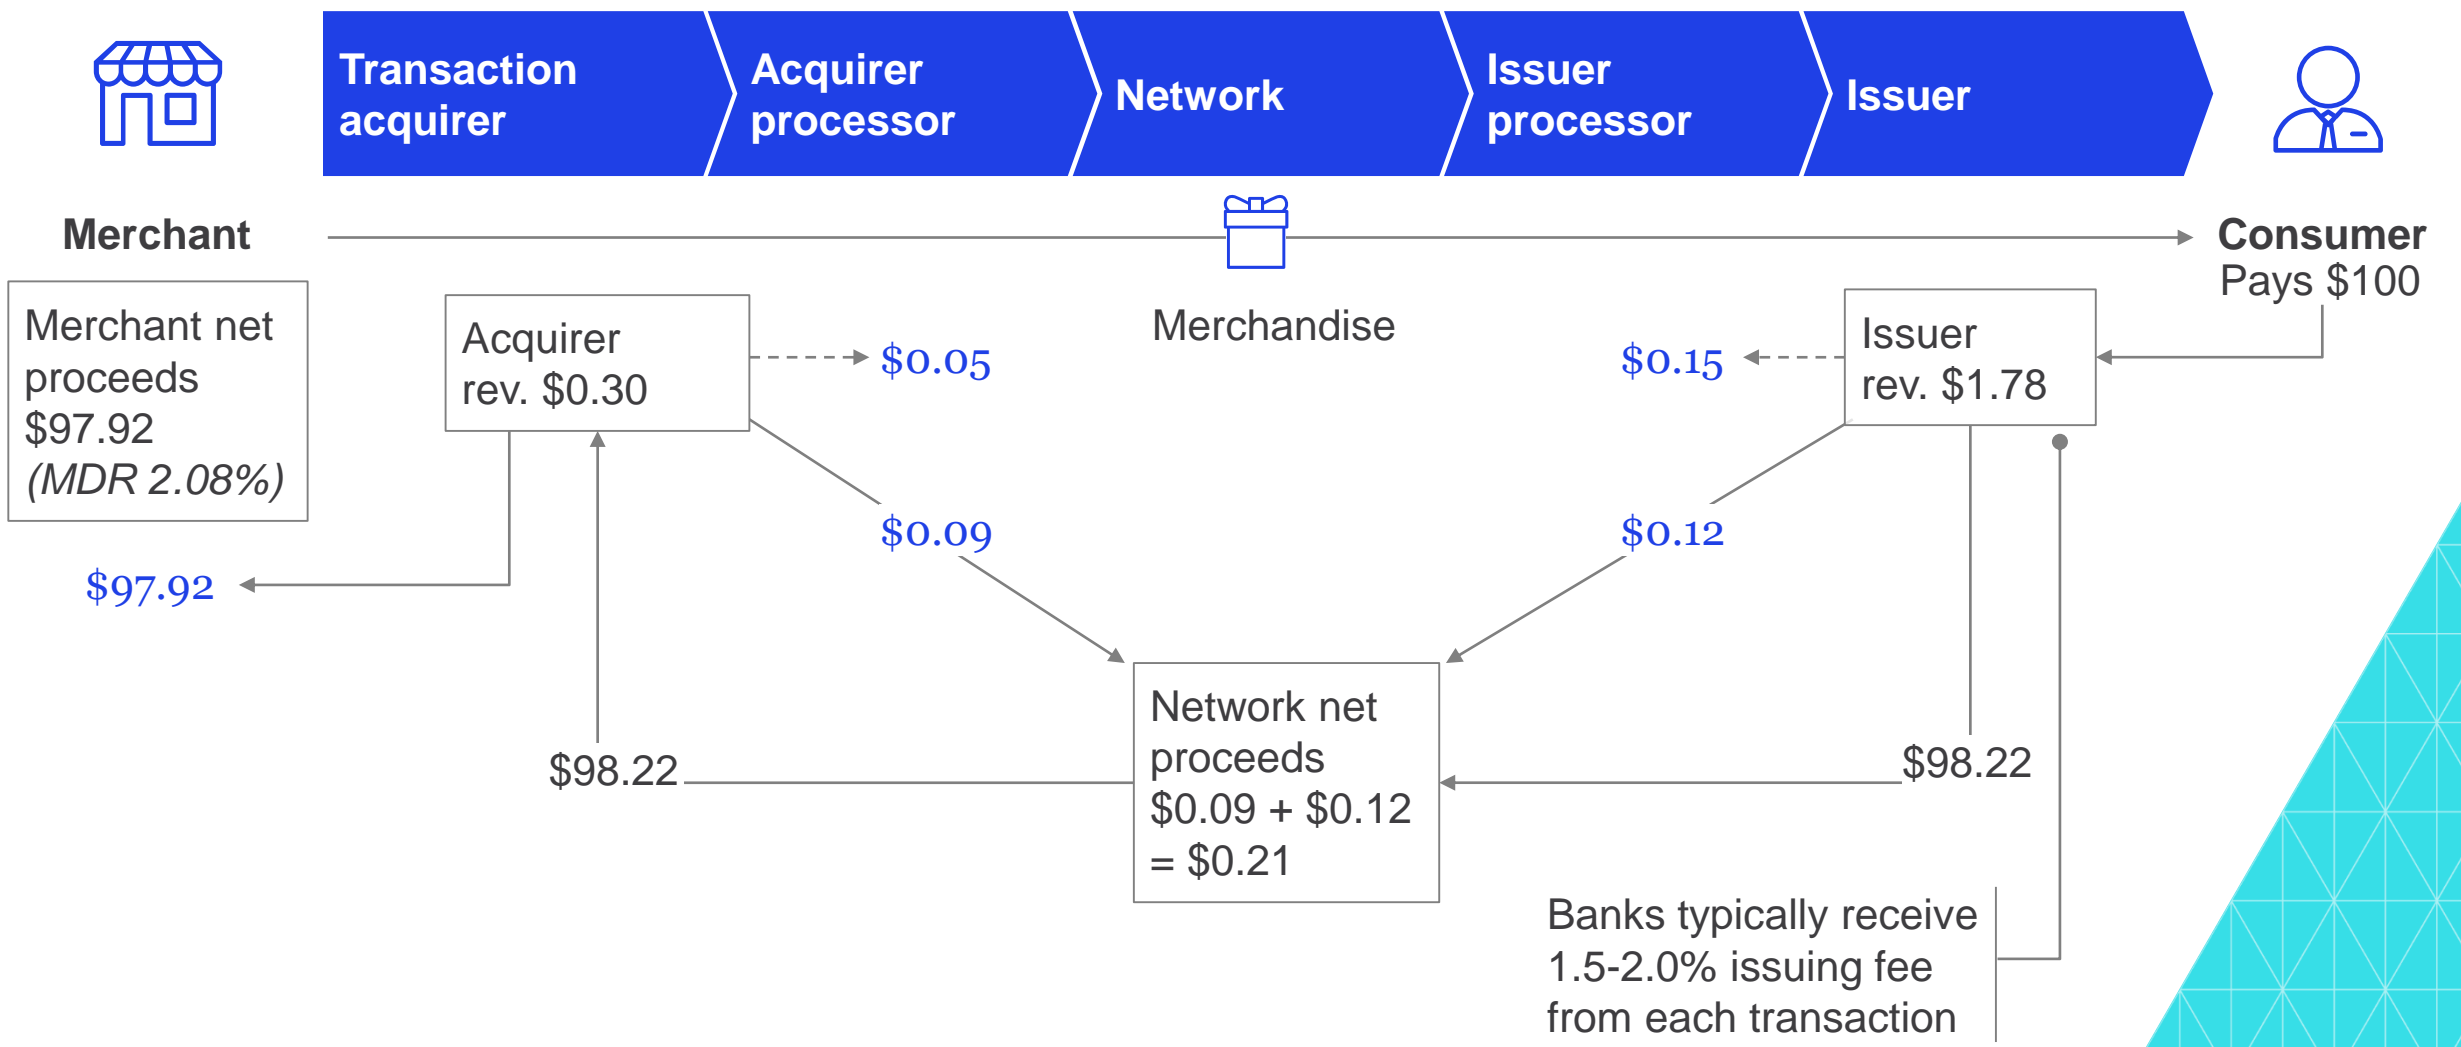 Transaction
acquirer
Acquirer
processor
Network
Issuer
processor
Issuer
Merchant
Consumer
Pays $100
Merchant net
proceeds
$97.92
(MDR 2.08%)
Acquirer
rev. $0.30
$0.05
Merchandise
$0.15
Issuer
rev. $1.78
$0.09
$0.12
$97.92
$98.22
Network net
proceeds
$0.09 + $0.12
= $0.21
$98.22
Banks typically receive
1.5-2.0% issuing fee
from each transaction